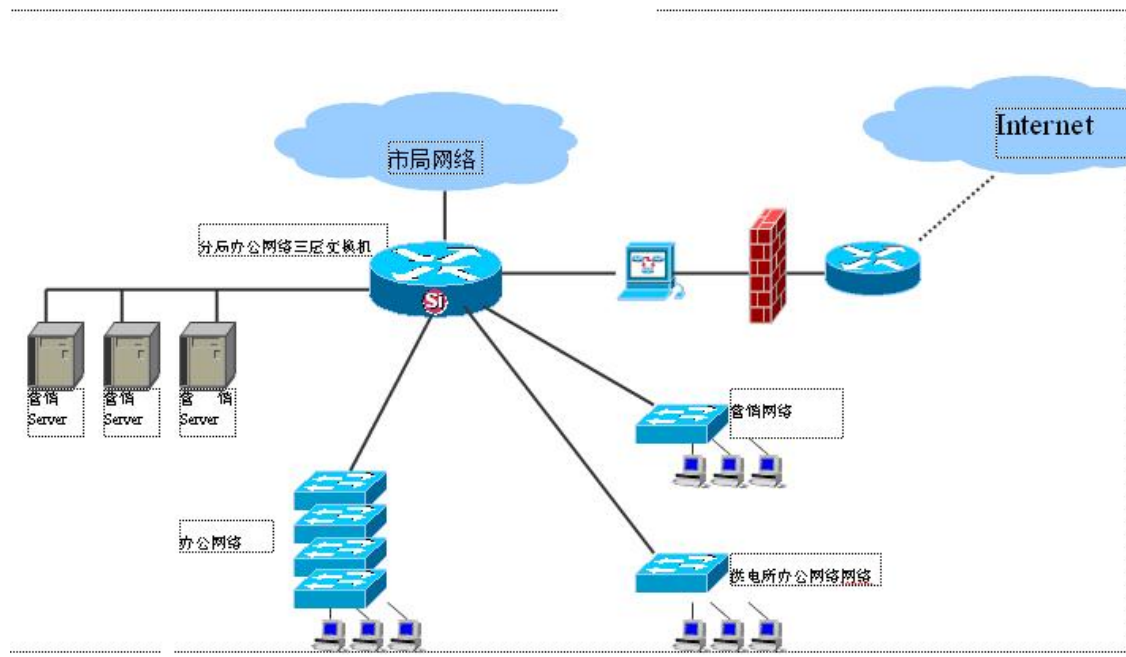 Internet
市局网络
分局办公网络三层交换机
Si
营销
Server
营销
Server
营 销
Server
营销网络
办公网络
供电所办公网络网络